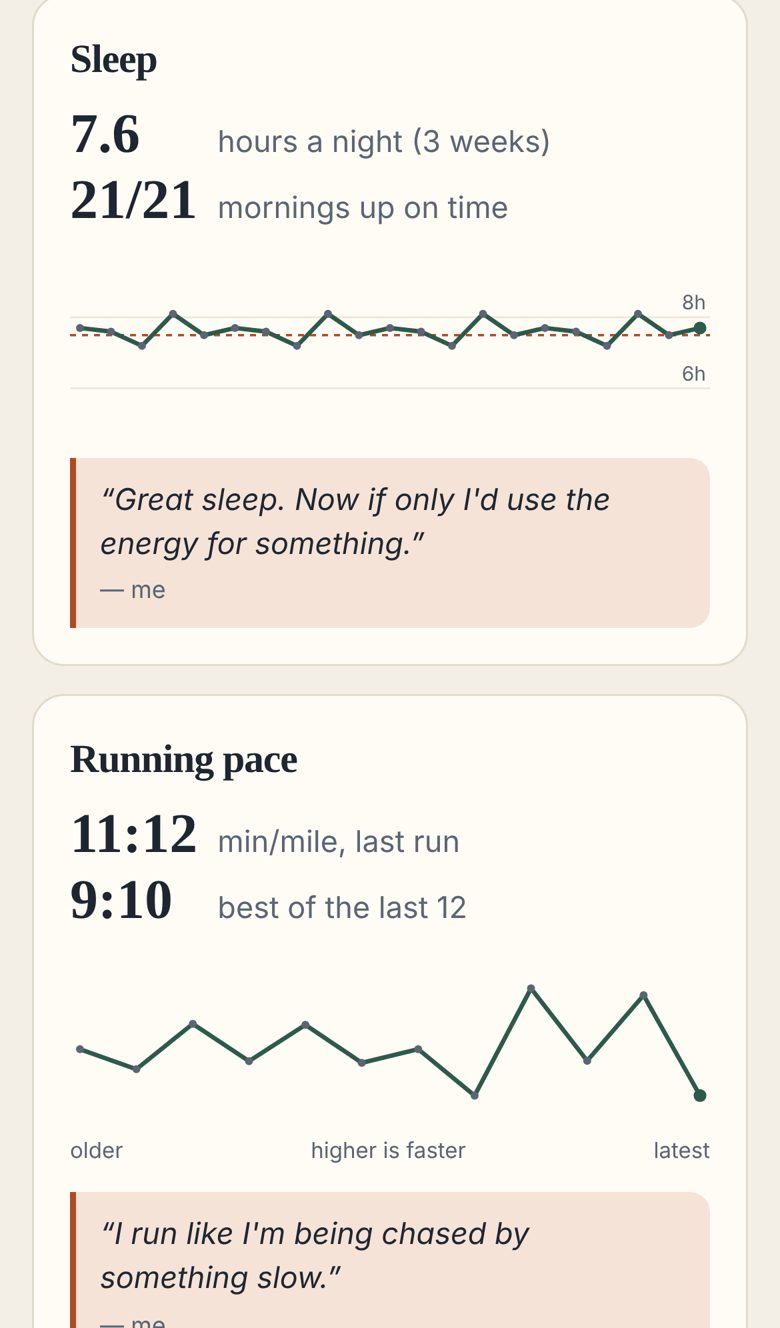 Sleep
7.6 hours a night (3 weeks)
21/21 mornings up on time
8h
6h
“Great sleep. Now if only I'd use the
energy for something.”
— me
Running pace
11:12 min/mile, last run
9:10 best of the last 12
older higher is faster latest
“I run like I'm being chased by
something slow.”
— me